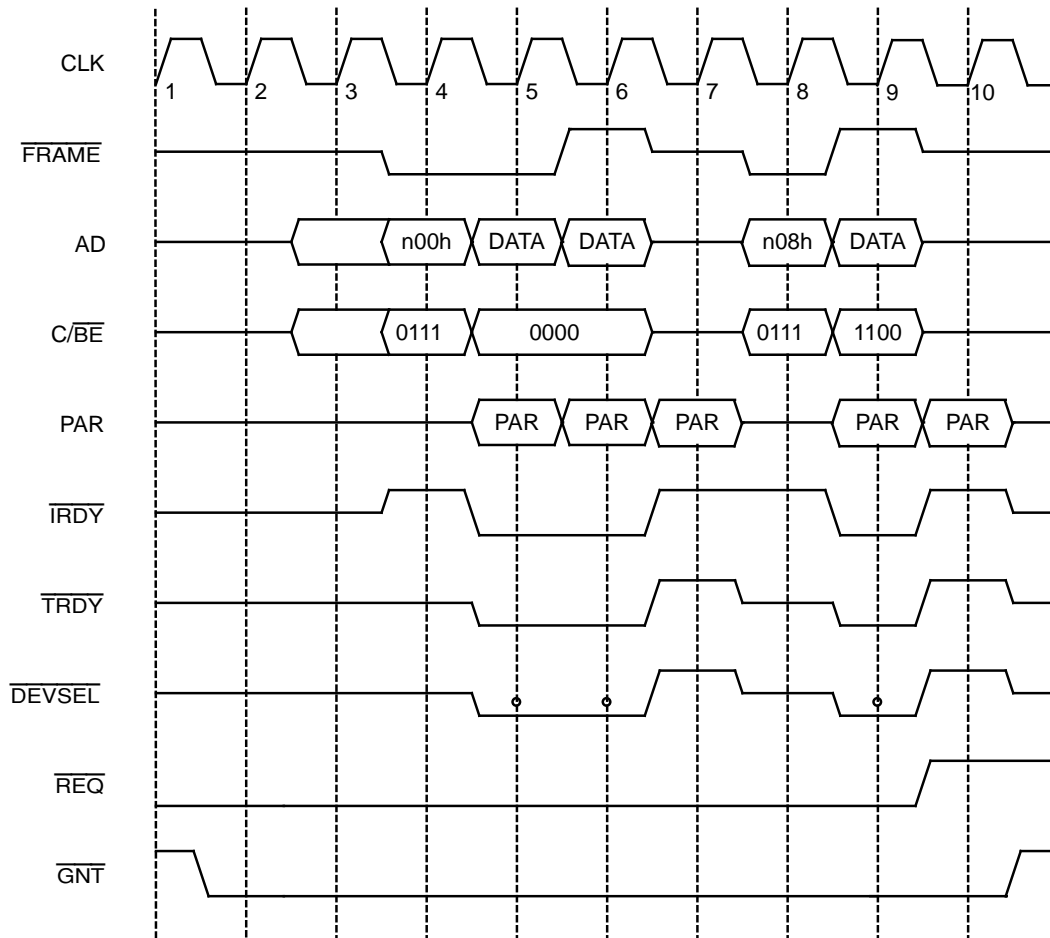 CLK
1 2 3 4 5 6 7 8 9 10
FRAME
AD n00h DATA DATA n08h DATA
C/BE 0111 0000 0111 1100
PAR PAR PAR PAR PAR PAR
IRDY
TRDY
DEVSEL
REQ
GNT